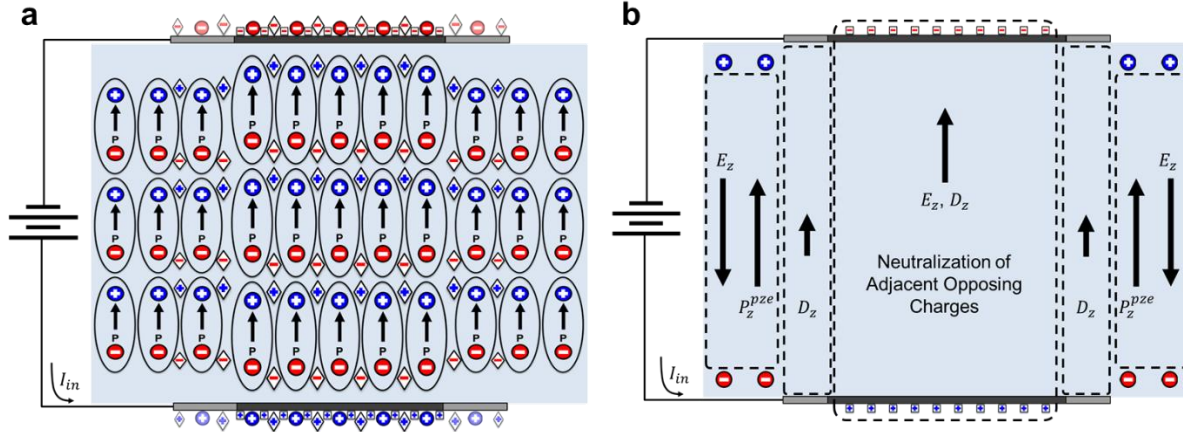 a
P P P P P P P P P P P
P P P P P P P P P P P
P P P P P P P P P P P
I_in
b
E_z
E_z
E_z, D_z
P_z^pze
D_z
Neutralization of
Adjacent Opposing
Charges
D_z
P_z^pze
I_in